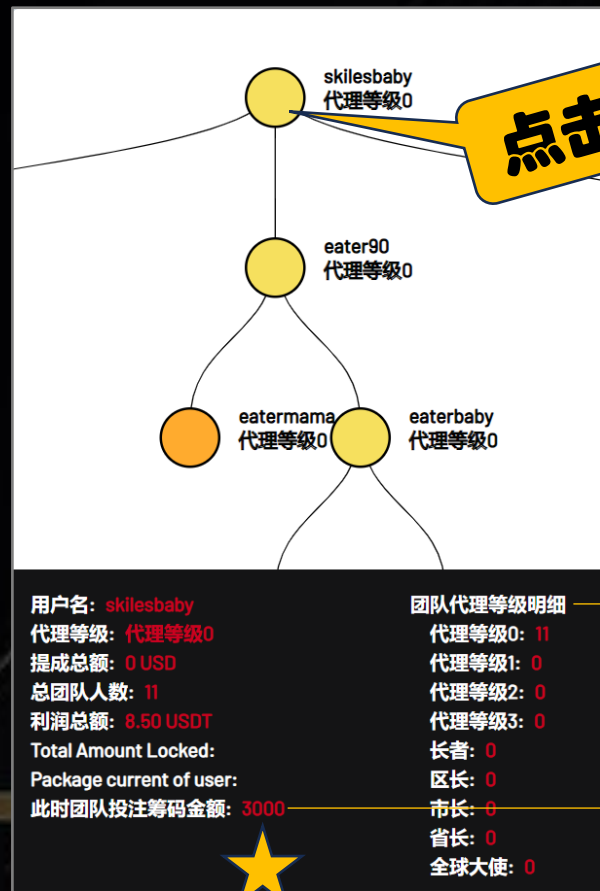 skilesbaby
代理等级0
点击
eater90
代理等级0
eatermama
代理等级0
eaterbaby
代理等级0
用户名: skilesbaby
代理等级: 代理等级0
提成总额: 0 USD
总团队人数: 11
利润总额: 8.50 USDT
Total Amount Locked:
Package current of user:
此时团队投注筹码金额: 3000
团队代理等级明细
代理等级0: 11
代理等级1: 0
代理等级2: 0
代理等级3: 0
长者: 0
区长: 0
市长: 0
省长: 0
全球大使: 0